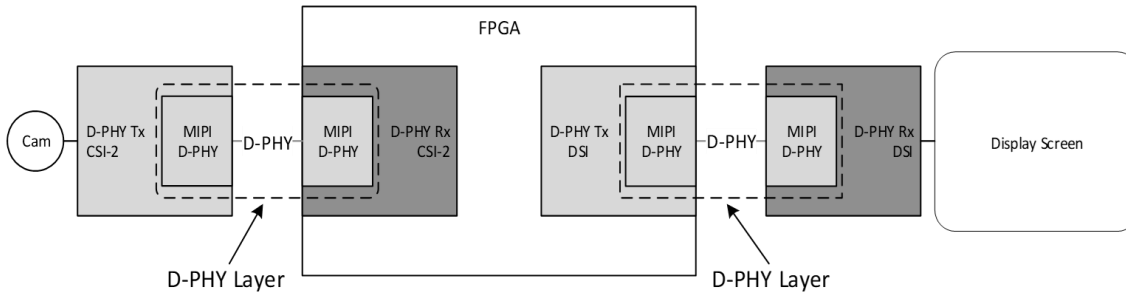 FPGA
Cam
D-PHY Tx
CSI-2
MIPI
D-PHY
D-PHY
MIPI
D-PHY
D-PHY Rx
CSI-2
D-PHY Tx
DSI
MIPI
D-PHY
D-PHY
MIPI
D-PHY
D-PHY Rx
DSI
Display Screen
D-PHY Layer
D-PHY Layer